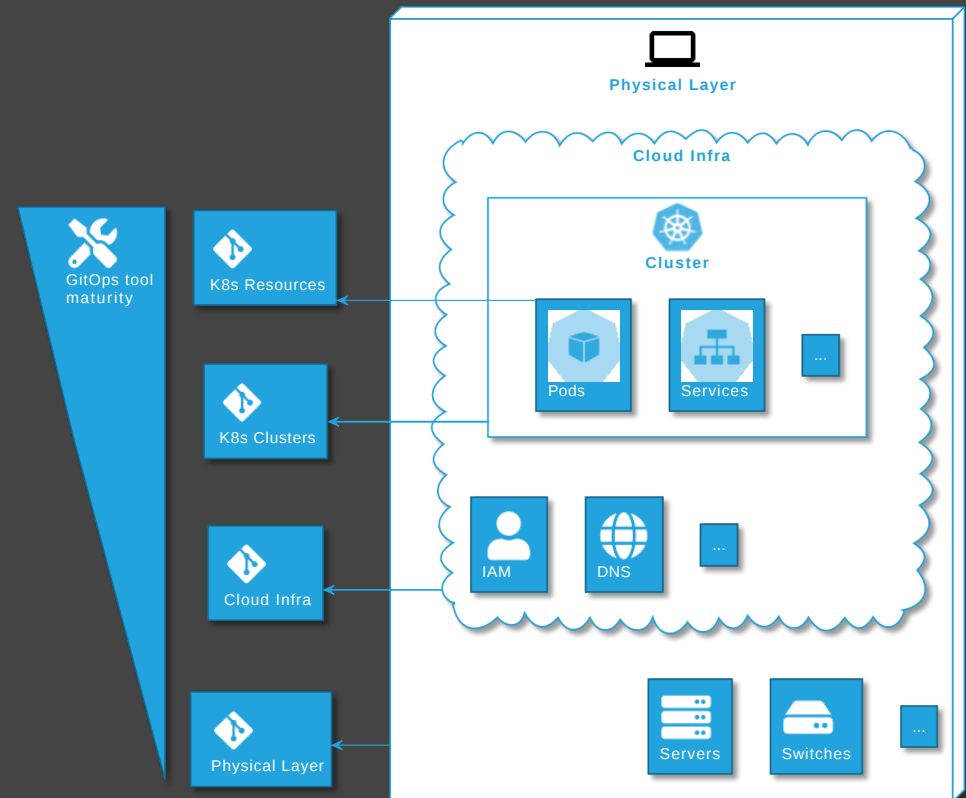 Physical Layer
Cloud Infra
Cluster
GitOps tool
maturity
K8s Resources
Pods
Services
...
K8s Clusters
IAM
DNS
...
Cloud Infra
Servers
Switches
...
Physical Layer